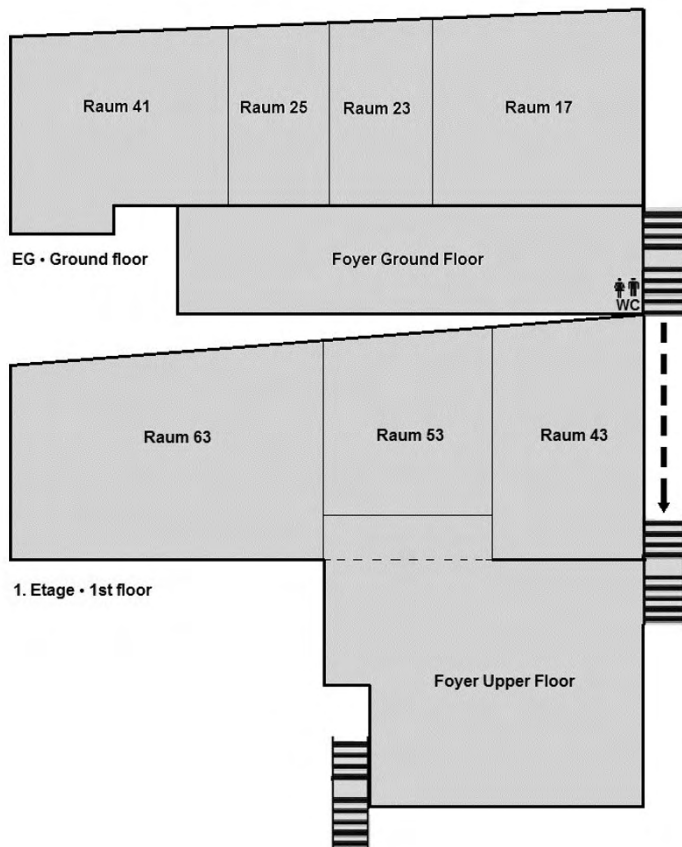 Raum 41
Raum 25
Raum 23
Raum 17
EG • Ground floor
Foyer Ground Floor
WC
Raum 63
Raum 53
Raum 43
1. Etage • 1st floor
Foyer Upper Floor